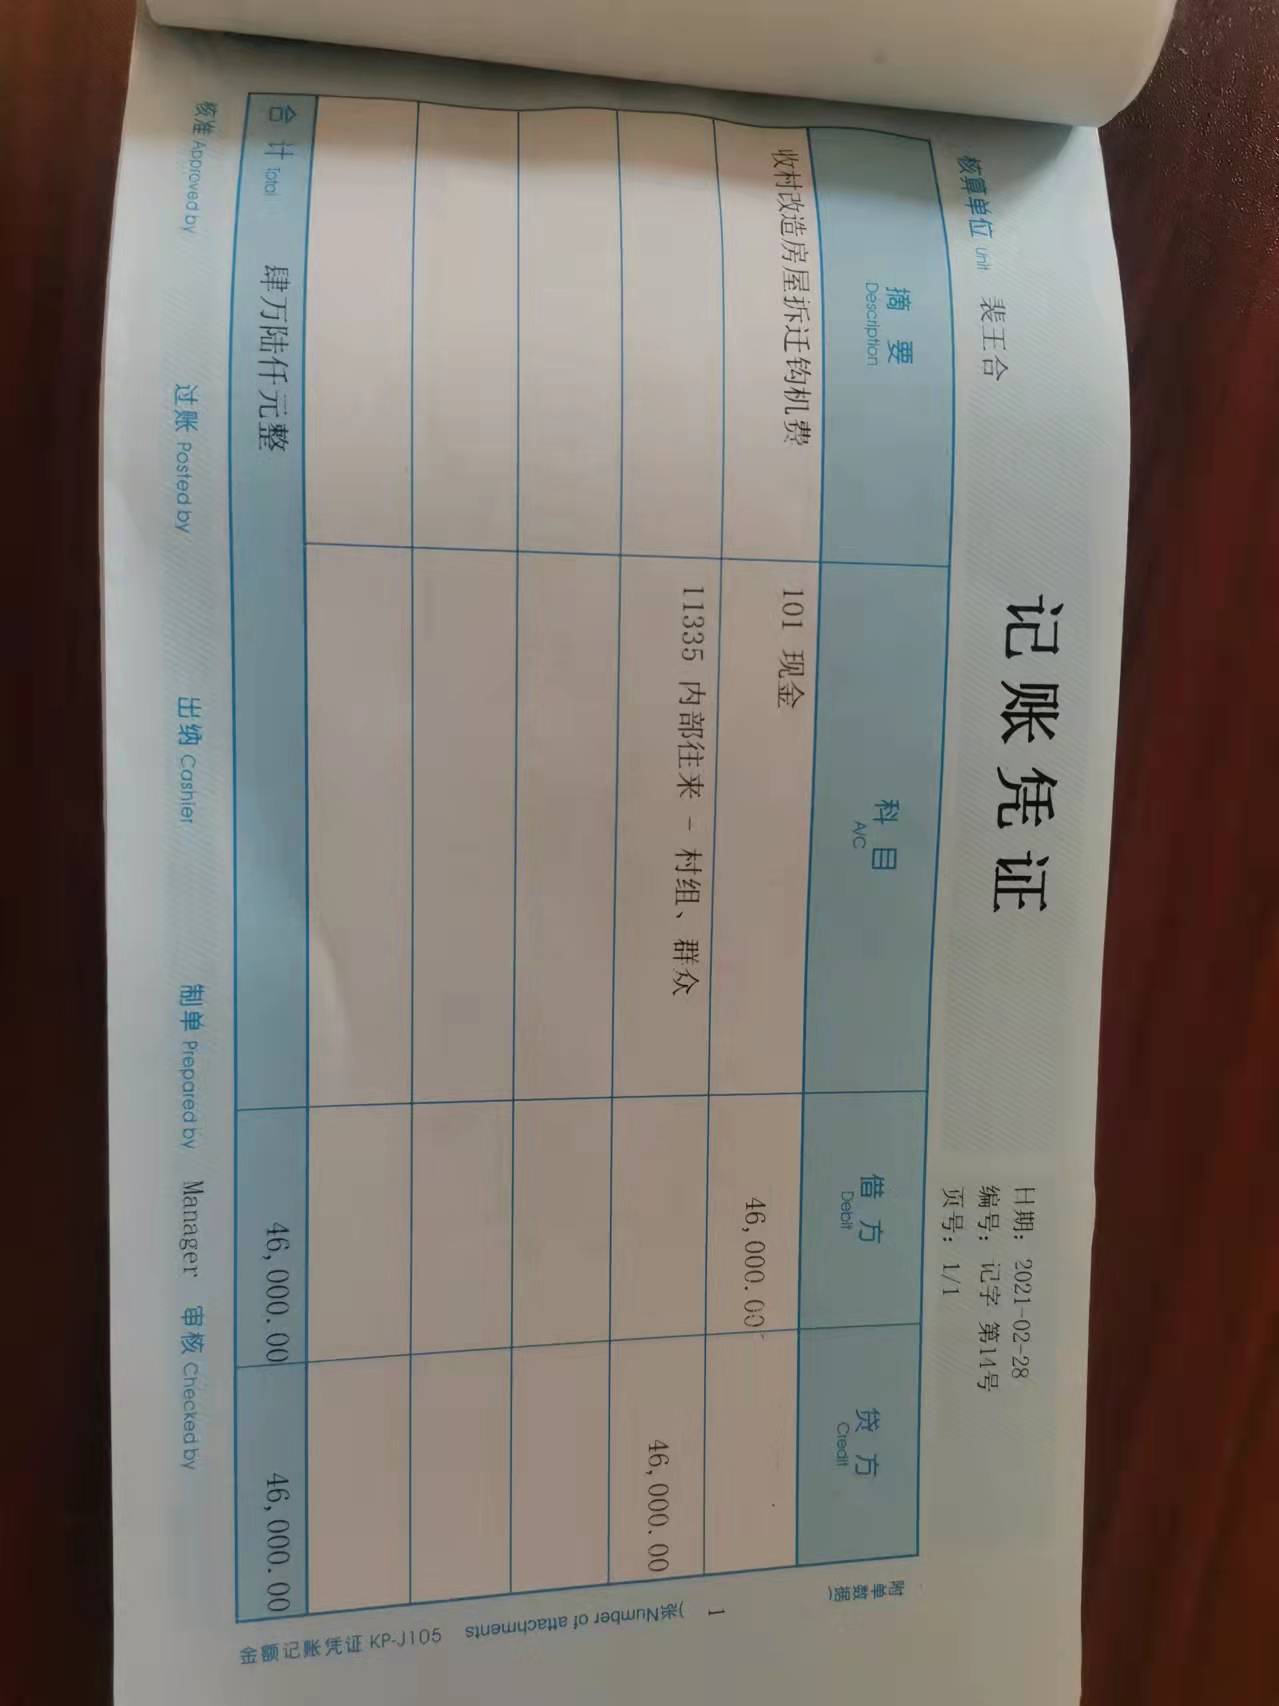 记账凭证
日期: 2021-02-28
编号: 记字 第14号
页号: 1/1
核算单位 Unit 裴王合
摘要 Description 科目 A/C 借方 Debit 贷方 Credit
收村改造房屋拆迁钩机费 101 现金 46,000.00
11335 内部往来 - 村组、群众 46,000.00
合计 Total 肆万陆仟元整 46,000.00 46,000.00
核准 Approved by 过账 Posted by 出纳 Cashier 制单 Prepared by Manager 审核 Checked by
附单数据( 1 )张 Number of attachments
金额记账凭证 KP-J105